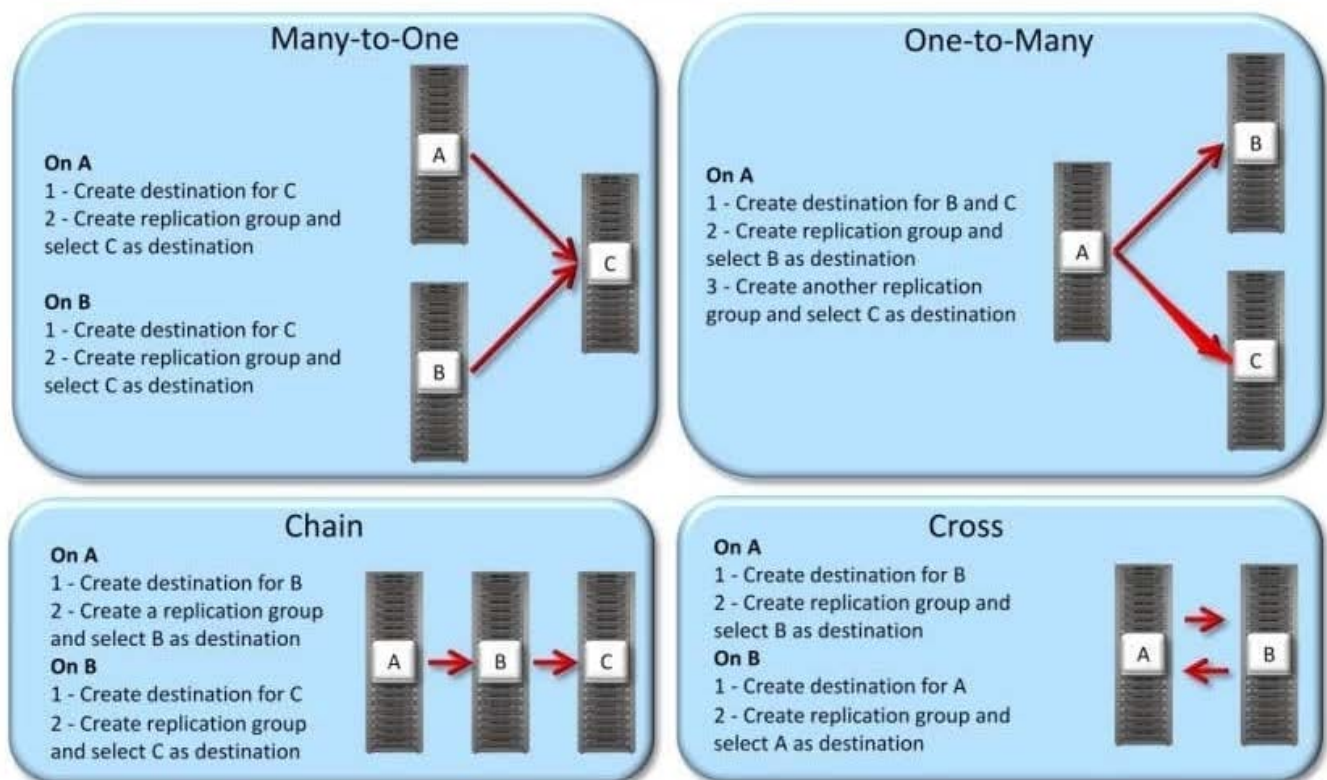 Many-to-One
On A
1 - Create destination for C
2 - Create replication group and
select C as destination
On B
1 - Create destination for C
2 - Create replication group and
select C as destination
A
B
C
One-to-Many
On A
1 - Create destination for B and C
2 - Create replication group and
select B as destination
3 - Create another replication
group and select C as destination
A
B
C
Chain
On A
1 - Create destination for B
2 - Create a replication group
and select B as destination
On B
1 - Create destination for C
2 - Create replication group
and select C as destination
A
B
C
Cross
On A
1 - Create destination for B
2 - Create replication group and
select B as destination
On B
1 - Create destination for A
2 - Create replication group and
select A as destination
A
B